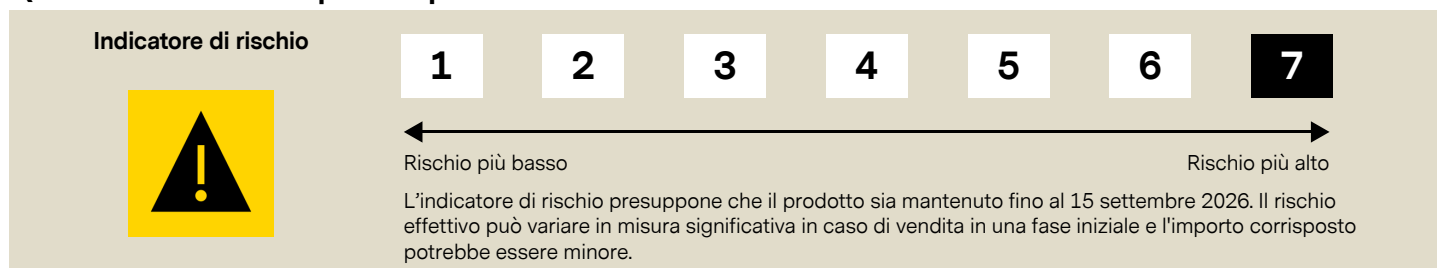 Indicatore di rischio
1 2 3 4 5 6 7
Rischio più basso Rischio più alto
L'indicatore di rischio presuppone che il prodotto sia mantenuto fino al 15 settembre 2026. Il rischio
effettivo può variare in misura significativa in caso di vendita in una fase iniziale e l'importo corrisposto
potrebbe essere minore.